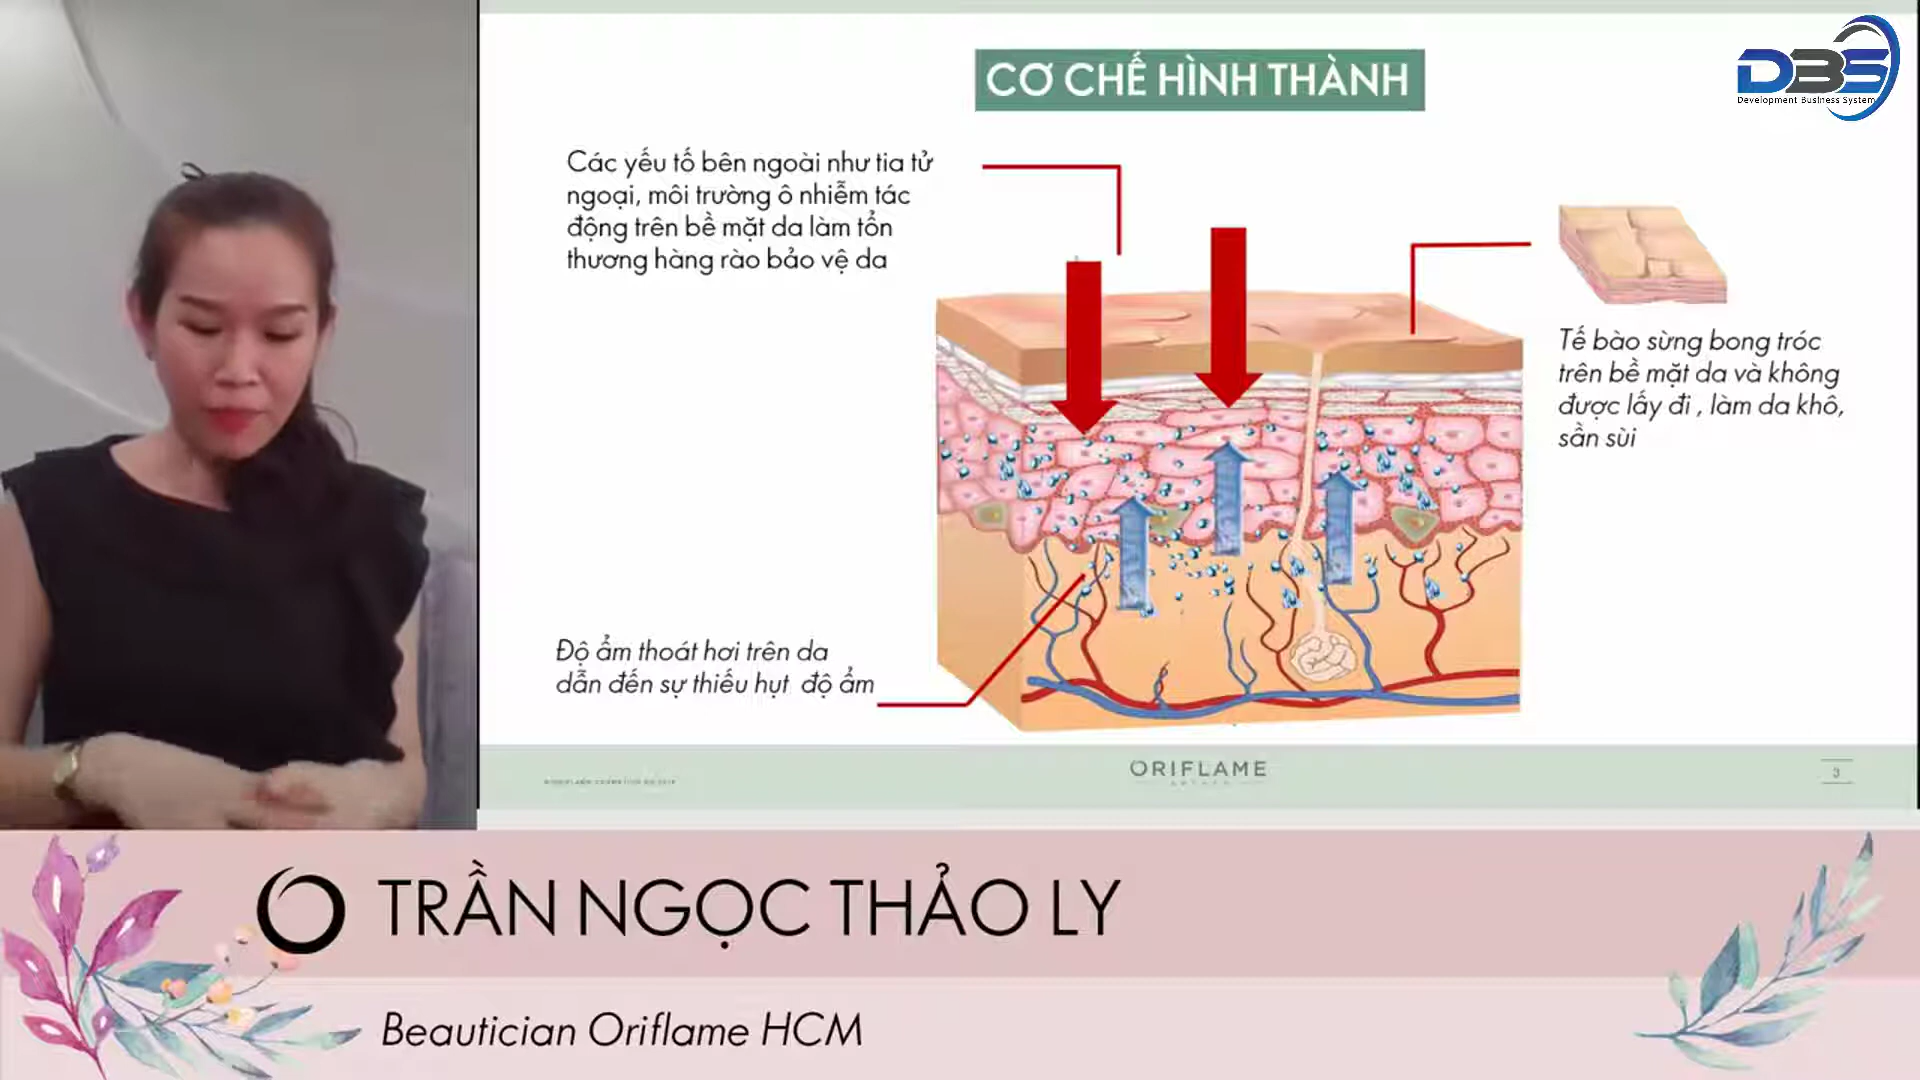 CƠ CHẾ HÌNH THÀNH
DBS
Development Business System
Các yếu tố bên ngoài như tia tử
ngoại, môi trường ô nhiễm tác
động trên bề mặt da làm tổn
thương hàng rào bảo vệ da
Tế bào sừng bong tróc
trên bề mặt da và không
được lấy đi , làm da khô,
sần sùi
Độ ẩm thoát hơi trên da
dẫn đến sự thiếu hụt độ ẩm
ORIFLAME
3
TRẦN NGỌC THẢO LY
Beautician Oriflame HCM